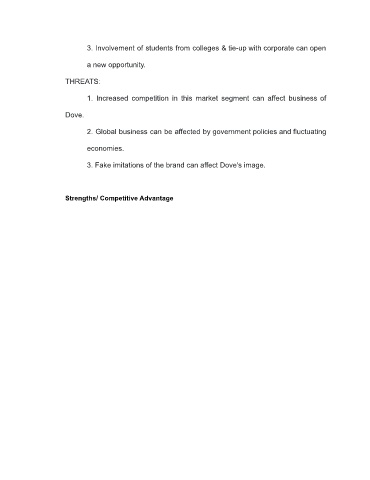 3. Involvement of students from colleges & tie-up with corporate can open
a new opportunity.
THREATS:
1. Increased competition in this market segment can affect business of
Dove.
2. Global business can be affected by government policies and fluctuating
economies.
3. Fake imitations of the brand can affect Dove's image.
Strengths/ Competitive Advantage